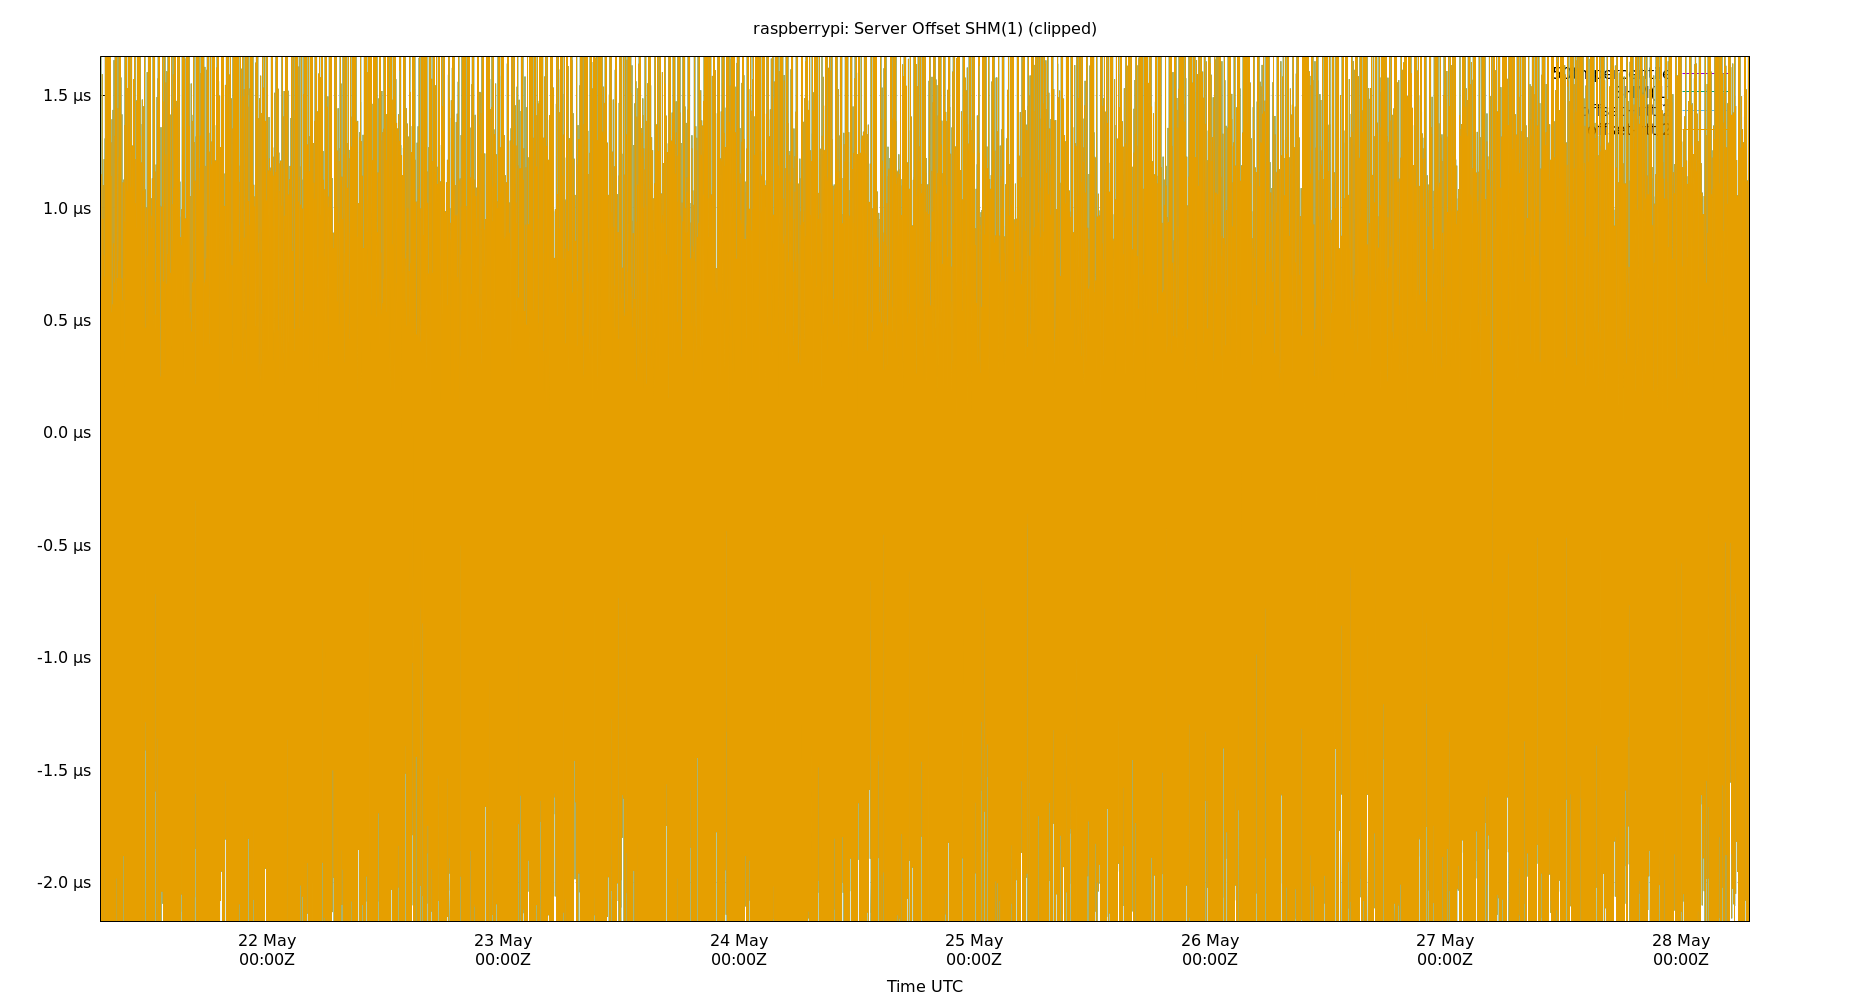 raspberrypi: Server Offset SHM(1) (clipped)
1.5 µs
1.0 µs
0.5 µs
0.0 µs
-0.5 µs
-1.0 µs
-1.5 µs
-2.0 µs
22 May 23 May 24 May 25 May 26 May 27 May 28 May
00:00Z 00:00Z 00:00Z 00:00Z 00:00Z 00:00Z 00:00Z
Time UTC